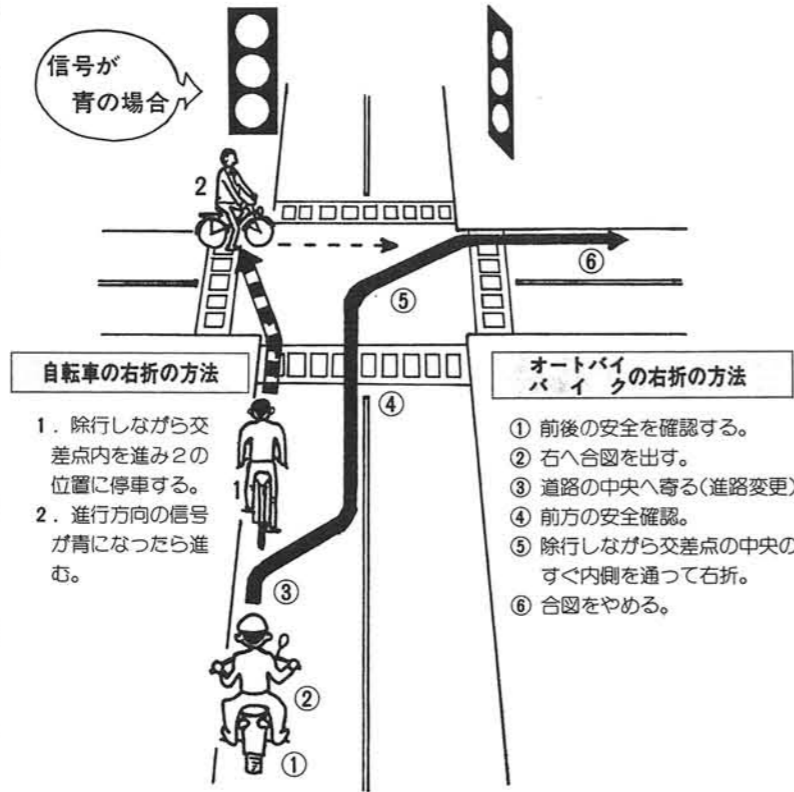 信号が
青の場合
2
⑥
⑤
自転車の右折の方法
1．除行しながら交
差点内を進み2の
位置に停車する。
2．進行方向の信号
が青になったら進
む。
④
1
③
②
①
オートバイ
バイク の右折の方法
① 前後の安全を確認する。
② 右へ合図を出す。
③ 道路の中央へ寄る(進路変更)
④ 前方の安全確認。
⑤ 除行しながら交差点の中央の
すぐ内側を通って右折。
⑥ 合図をやめる。